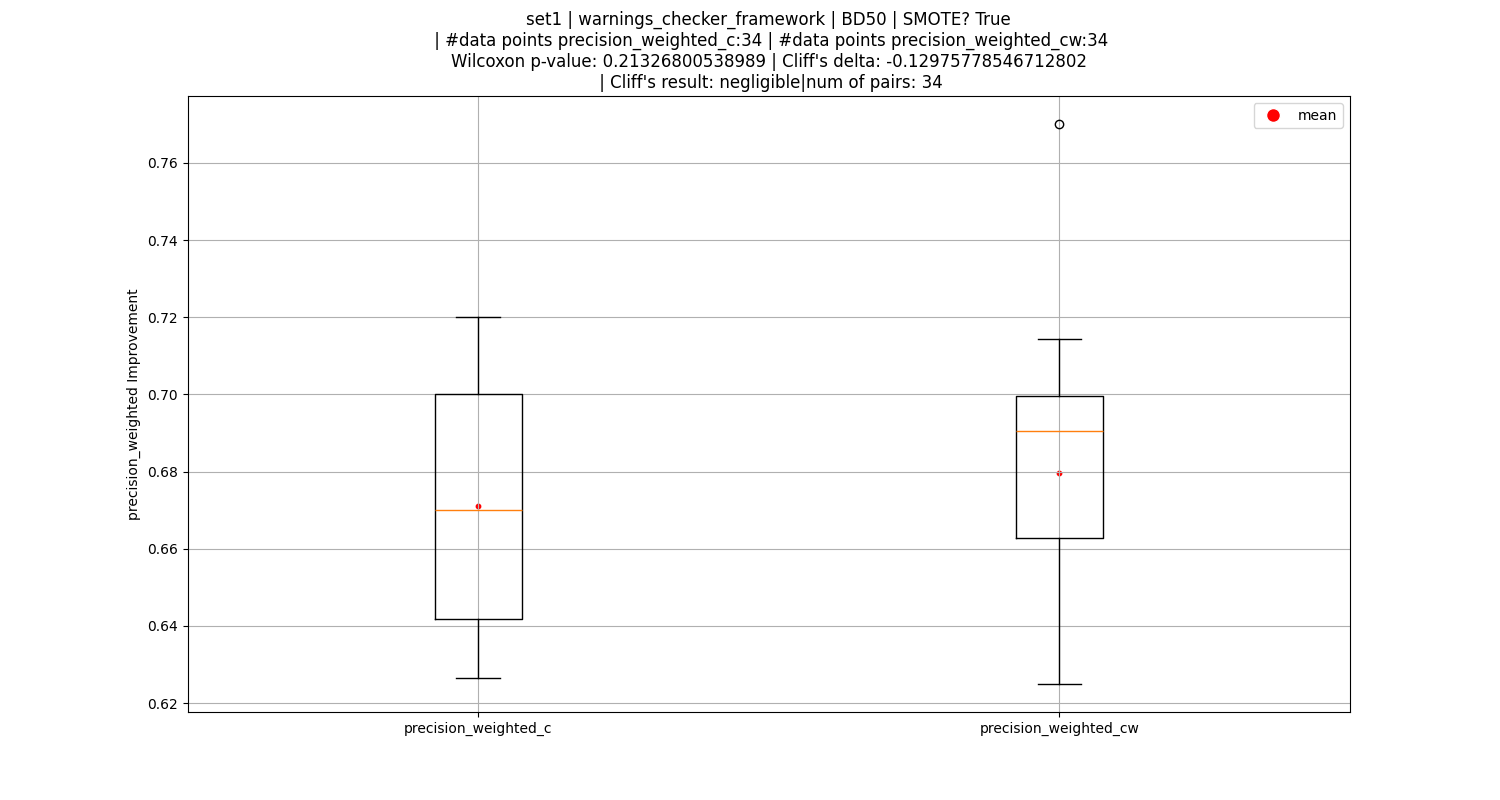 set1 | warnings_checker_framework | BD50 | SMOTE? True
| #data points precision_weighted_c:34 | #data points precision_weighted_cw:34
Wilcoxon p-value: 0.21326800538989 | Cliff's delta: -0.12975778546712802
| Cliff's result: negligible|num of pairs: 34
mean
0.76
0.74
0.72
0.70
0.68
0.66
0.64
0.62
precision_weighted Improvement
precision_weighted_c
precision_weighted_cw